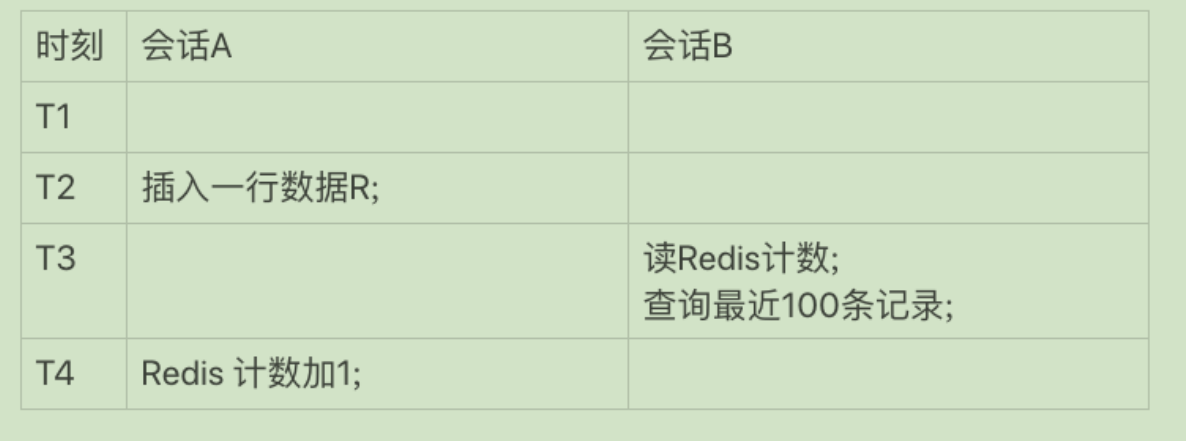 时刻 会话A 会话B
T1
T2 插入一行数据R;
T3 读Redis计数;
查询最近100条记录;
T4 Redis 计数加1;